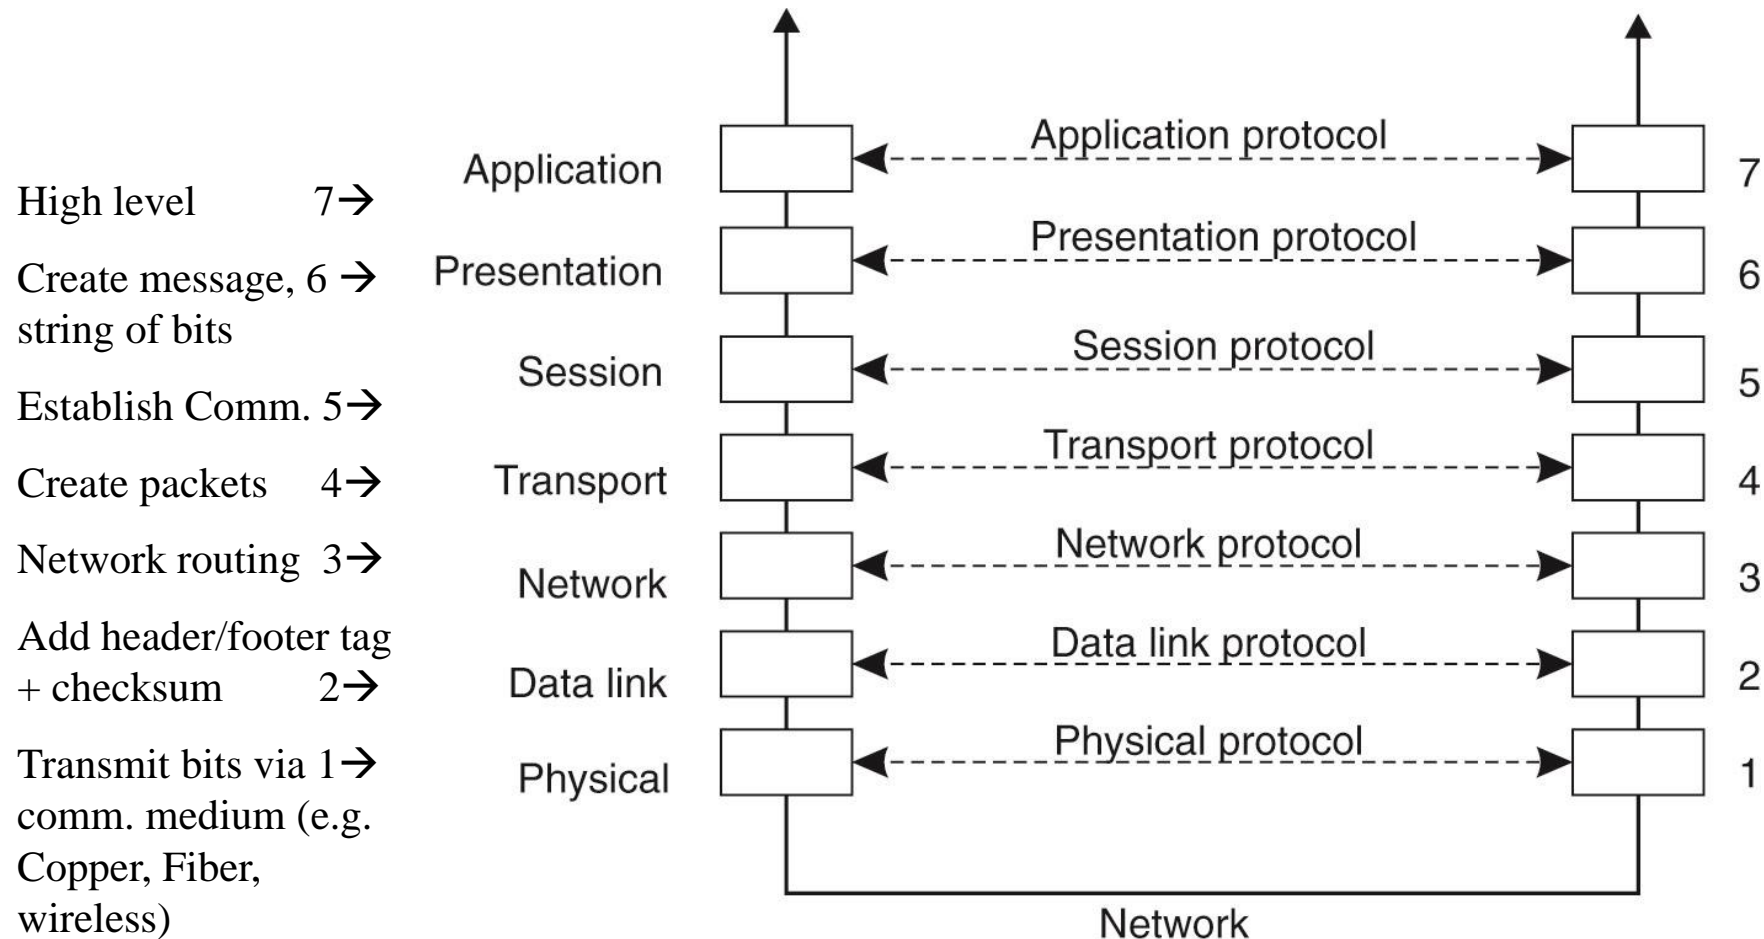 High level 7→
Create message, 6 →
string of bits
Establish Comm. 5→
Create packets 4→
Network routing 3→
Add header/footer tag
+ checksum 2→
Transmit bits via 1→
comm. medium (e.g.
Copper, Fiber,
wireless)
Application
Presentation
Session
Transport
Network
Data link
Physical
Application protocol
Presentation protocol
Session protocol
Transport protocol
Network protocol
Data link protocol
Physical protocol
Network
7
6
5
4
3
2
1